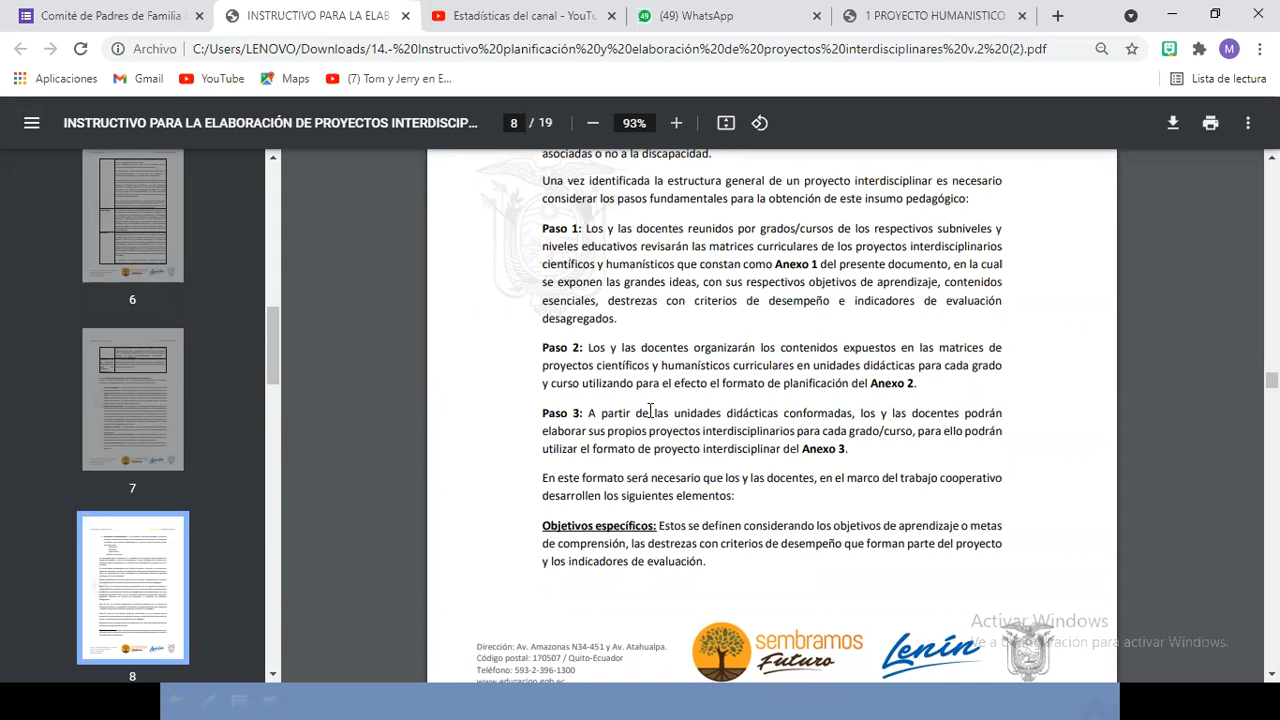 Comité de Padres de Familia
INSTRUCTIVO PARA LA ELAB
Estadísticas del canal - YouTu
(49) WhatsApp
1 PROYECTO HUMANISTICO
Archivo
C:/Users/LENOVO/Downloads/14.-%20Instructivo%20planificación%20y%20elaboración%20de%20proyectos%20interdisciplinares%20v.2%20(2).pdf
M
Aplicaciones
Gmail
YouTube
Maps
(7) Tom y Jerry en E...
Lista de lectura
INSTRUCTIVO PARA LA ELABORACIÓN DE PROYECTOS INTERDISCIP...
8 / 19
93%
6
7
8
asociadas o no a la discapacidad.
Una vez identificada la estructura general de un proyecto interdisciplinar es necesario
considerar los pasos fundamentales para la obtención de este insumo pedagógico:
Paso 1: Los y las docentes reunidos por grados/cursos de los respectivos subniveles y
niveles educativos revisarán las matrices curriculares de los proyectos interdisciplinarios
científicos y humanísticos que constan como Anexo 1 del presente documento, en la cual
se exponen las grandes ideas, con sus respectivos objetivos de aprendizaje, contenidos
esenciales, destrezas con criterios de desempeño e indicadores de evaluación
desagregados.
Paso 2: Los y las docentes organizarán los contenidos expuestos en las matrices de
proyectos científicos y humanísticos curriculares en unidades didácticas para cada grado
y curso utilizando para el efecto el formato de planificación del Anexo 2.
Paso 3: A partir de las unidades didácticas conformadas, los y las docentes podrán
elaborar sus propios proyectos interdisciplinarios para cada grado/curso, para ello podrán
utilizar el formato de proyecto interdisciplinar del Anexo 3.
En este formato será necesario que los y las docentes, en el marco del trabajo cooperativo
desarrollen los siguientes elementos:
Objetivos específicos: Estos se definen considerando los objetivos de aprendizaje o metas
de comprensión, las destrezas con criterios de desempeño que forman parte del proyecto
y los indicadores de evaluación.
Dirección: Av. Amazonas N34-451 y Av. Atahualpa.
Código postal: 170507 / Quito-Ecuador
Teléfono: 593-2-396-1300
www.educacion.gob.ec
sembramos
Futuro
Lenín
Activar Windows
Ve a Configuración para activar Windows.